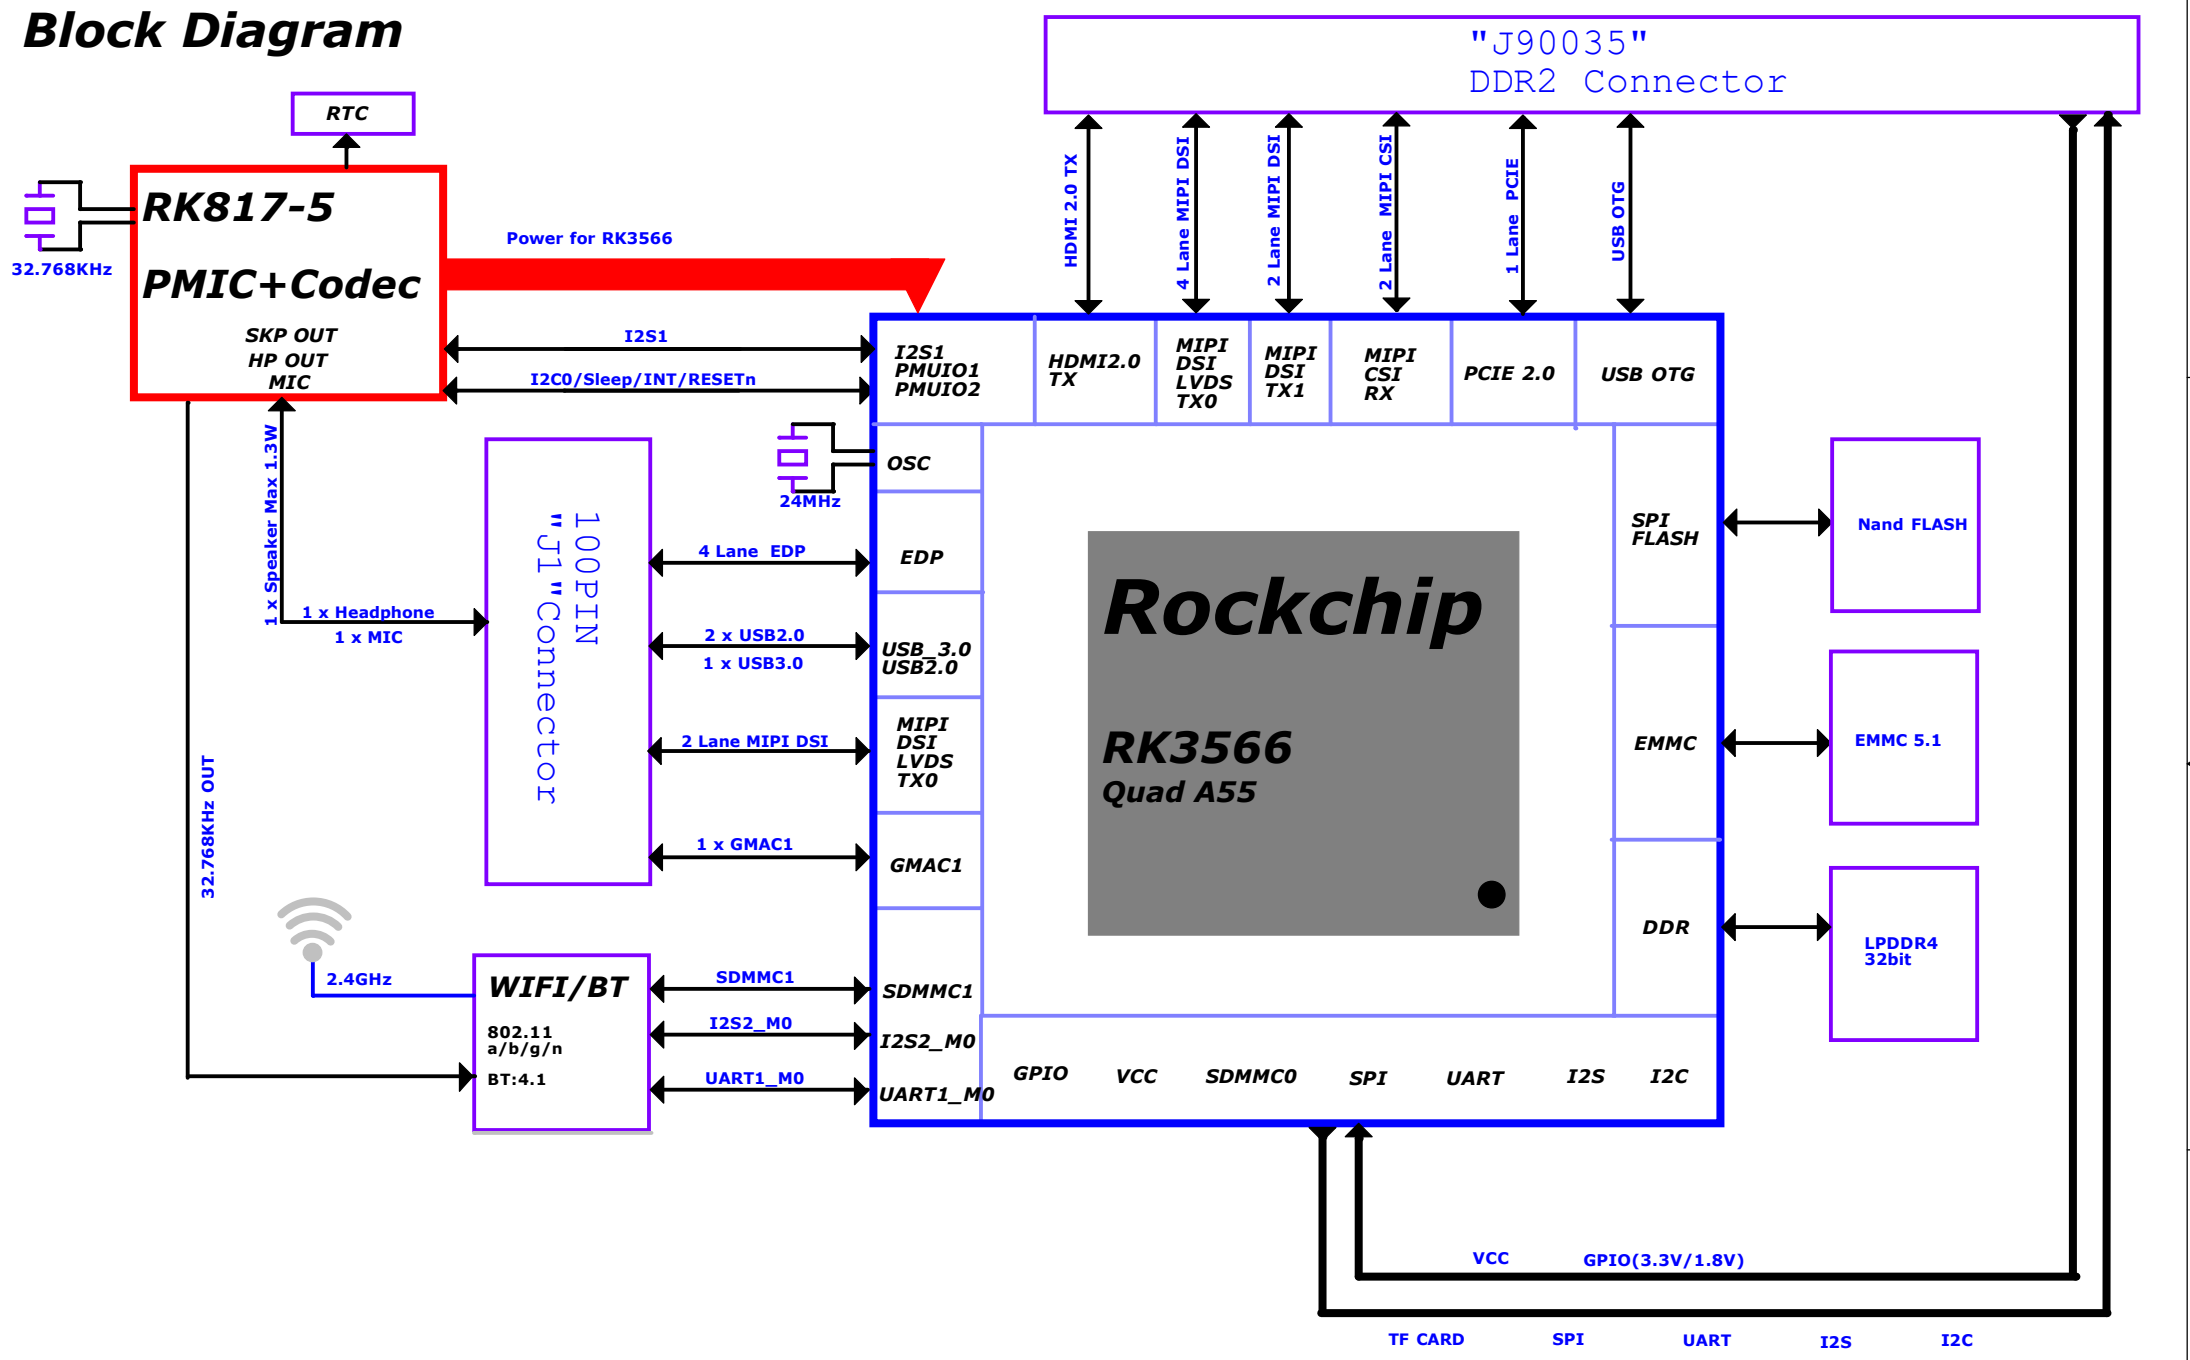 Block Diagram
"J90035"
DDR2 Connector
RTC
RK817-5
PMIC+Codec
SKP OUT
HP OUT
MIC
32.768KHz
Power for RK3566
I2S1
I2C0/Sleep/INT/RESETn
HDMI 2.0 TX
4 Lane MIPI DSI
2 Lane MIPI DSI
2 Lane  MIPI CSI
1 Lane  PCIE
USB OTG
I2S1
PMUIO1
PMUIO2
HDMI2.0
TX
MIPI
DSI
LVDS
TX0
MIPI
DSI
TX1
MIPI
CSI
RX
PCIE 2.0
USB OTG
24MHz
OSC
1 x Speaker Max 1.3W
1 x Headphone
1 x MIC
100PIN
"J1"Connector
4 Lane  EDP
EDP
2 x USB2.0
1 x USB3.0
USB_3.0
USB2.0
2 Lane MIPI DSI
MIPI
DSI
LVDS
TX0
1 x GMAC1
GMAC1
Rockchip
RK3566
Quad A55
SPI
FLASH
Nand FLASH
EMMC
EMMC 5.1
DDR
LPDDR4
32bit
32.768KHz OUT
2.4GHz
WIFI/BT
802.11
a/b/g/n
BT:4.1
SDMMC1
I2S2_M0
UART1_M0
SDMMC1
I2S2_M0
UART1_M0
GPIO
VCC
SDMMC0
SPI
UART
I2S
I2C
VCC
GPIO(3.3V/1.8V)
TF CARD
SPI
UART
I2S
I2C